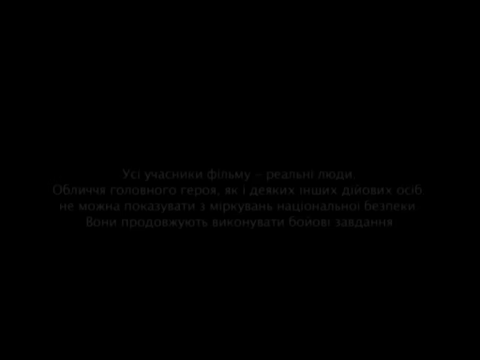 Усі учасники фільму – реальні люди.
Обличчя головного героя, як і деяких інших дійових осіб,
не можна показувати з міркувань національної безпеки
Вони продовжують виконувати бойові завдання